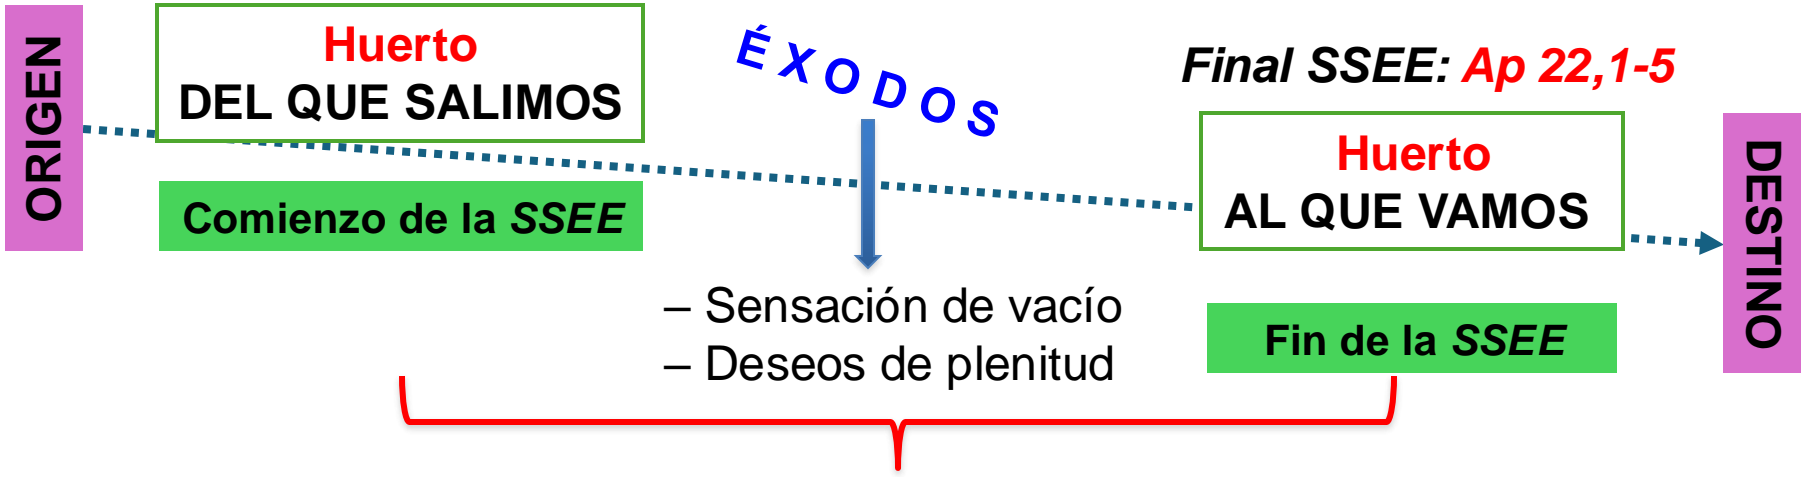 ORIGEN
Huerto
DEL QUE SALIMOS
Comienzo de la SSEE
ÉXODOS
– Sensación de vacío
– Deseos de plenitud
Final SSEE: Ap 22,1-5
Huerto
AL QUE VAMOS
Fin de la SSEE
DESTINO